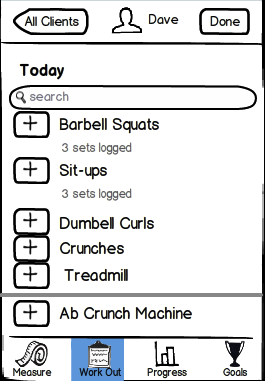 All Clients
Dave
Done
Today
search
Barbell Squats
3 sets logged
Sit-ups
3 sets logged
Dumbell Curls
Crunches
Treadmill
Ab Crunch Machine
Measure
Work Out
Progress
Goals